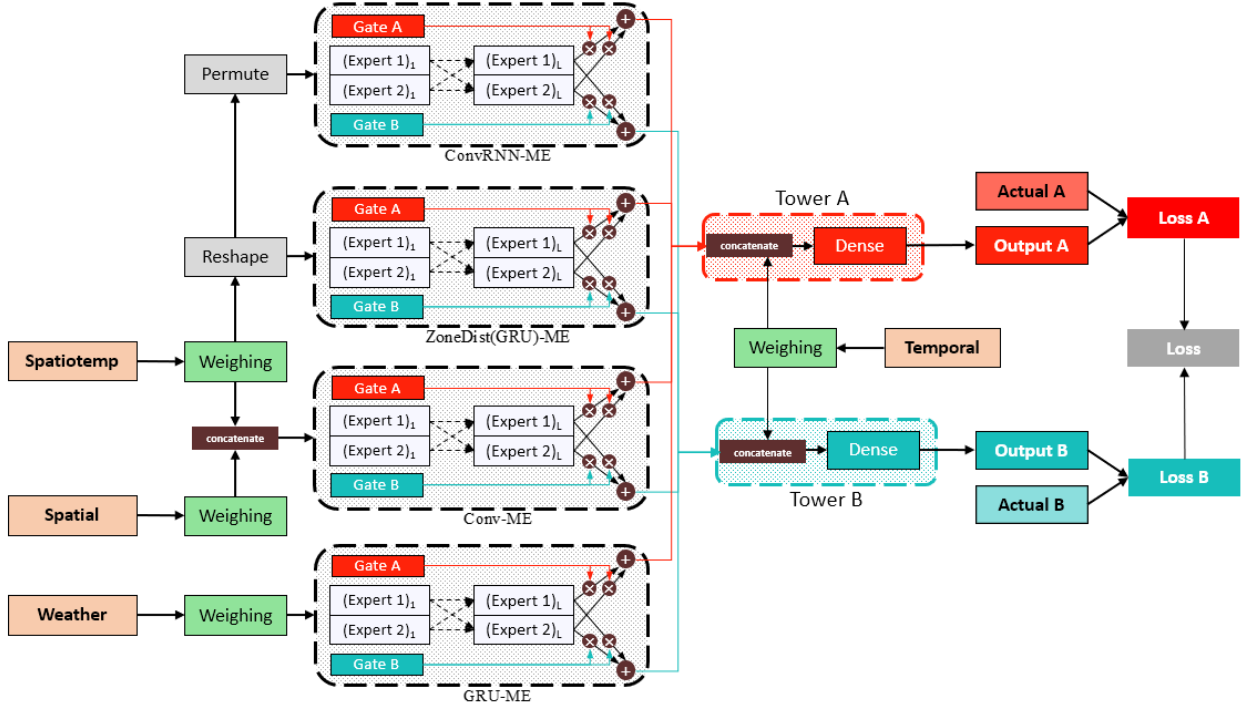 Gate A
(Expert 1)₁
(Expert 1)L
(Expert 2)₁
(Expert 2)L
Gate B
ConvRNN-ME
Permute
Gate A
(Expert 1)₁
(Expert 1)L
(Expert 2)₁
(Expert 2)L
Gate B
ZoneDist(GRU)-ME
Reshape
Spatiotemp
Weighing
concatenate
Gate A
(Expert 1)₁
(Expert 1)L
(Expert 2)₁
(Expert 2)L
Gate B
Conv-ME
Spatial
Weighing
Gate A
(Expert 1)₁
(Expert 1)L
(Expert 2)₁
(Expert 2)L
Gate B
GRU-ME
Weather
Weighing
Tower A
concatenate
Dense
Actual A
Output A
Loss A
Weighing
Temporal
Loss
concatenate
Dense
Tower B
Output B
Actual B
Loss B